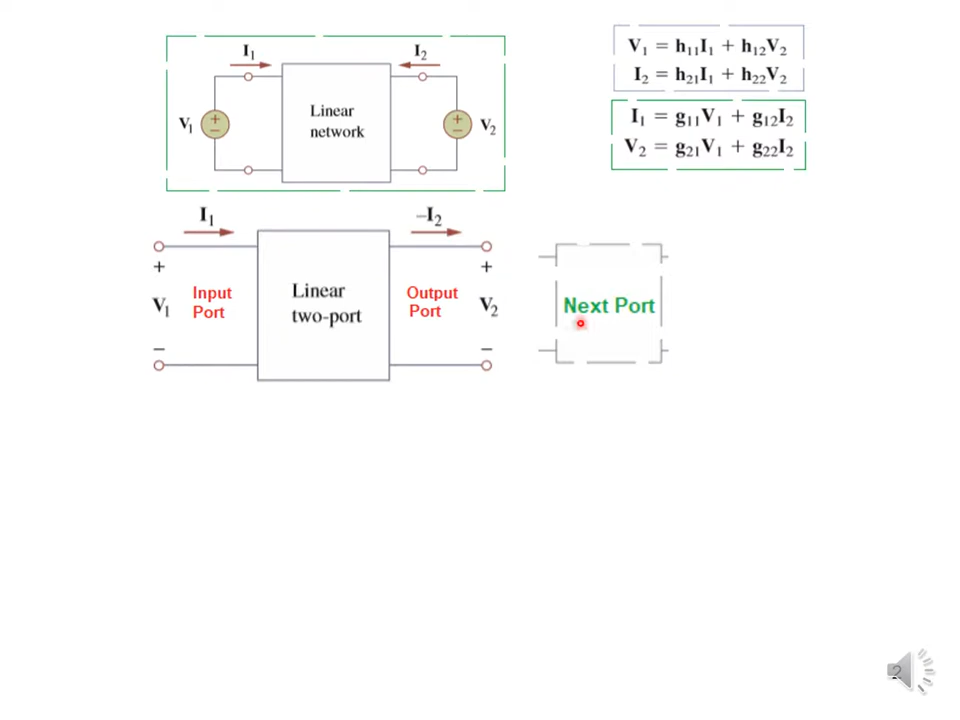 I₁
I₂
V₁ + −
Linear
network
+ − V₂
V₁ = h₁₁I₁ + h₁₂V₂
I₂ = h₂₁I₁ + h₂₂V₂
I₁ = g₁₁V₁ + g₁₂I₂
V₂ = g₂₁V₁ + g₂₂I₂
I₁
–I₂
+
V₁
−
Input
Port
Linear
two-port
Output
Port
+
V₂
−
Next Port
2